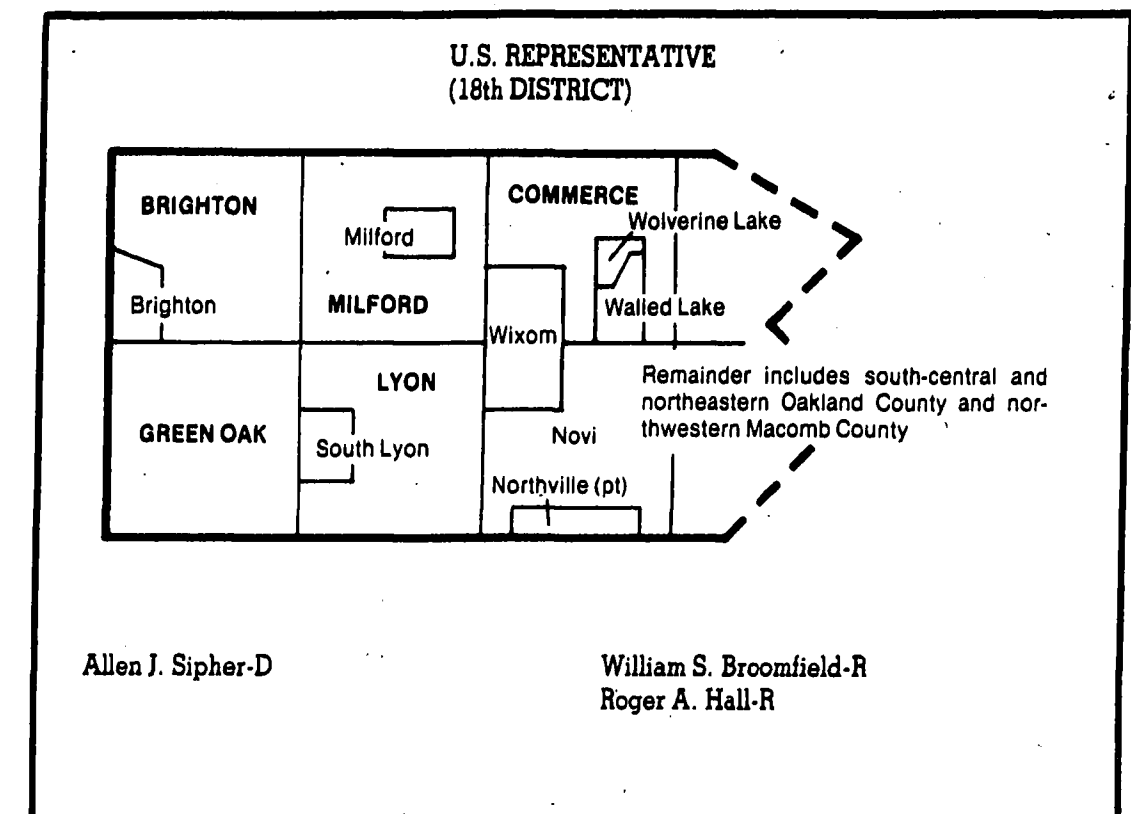 U.S. REPRESENTATIVE
(18th DISTRICT)
BRIGHTON
COMMERCE
Wolverine Lake
Milford
Brighton
MILFORD
Walled Lake
Wixom
LYON
Remainder includes south-central and
northeastern Oakland County and nor-
thwestern Macomb County
GREEN OAK
South Lyon
Novi
Northville (pt)
Allen J. Sipher-D
William S. Broomfield-R
Roger A. Hall-R